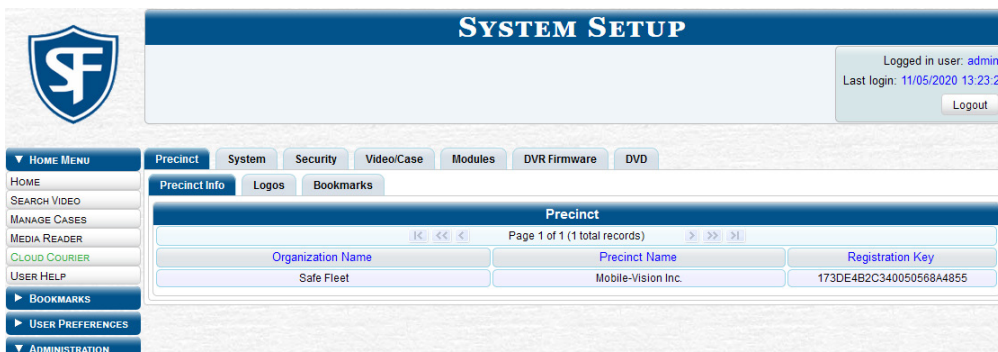 SYSTEM SETUP
SF
Logged in user: admin
Last login: 11/05/2020 13:23:2
Logout
▼ HOME MENU
HOME
SEARCH VIDEO
MANAGE CASES
MEDIA READER
CLOUD COURIER
USER HELP
► BOOKMARKS
► USER PREFERENCES
▼ ADMINISTRATION
Precinct System Security Video/Case Modules DVR Firmware DVD
Precinct Info Logos Bookmarks
Precinct
|< << < Page 1 of 1 (1 total records) > >> >|
Organization Name Precinct Name Registration Key
Safe Fleet Mobile-Vision Inc. 173DE4B2C340050568A4855